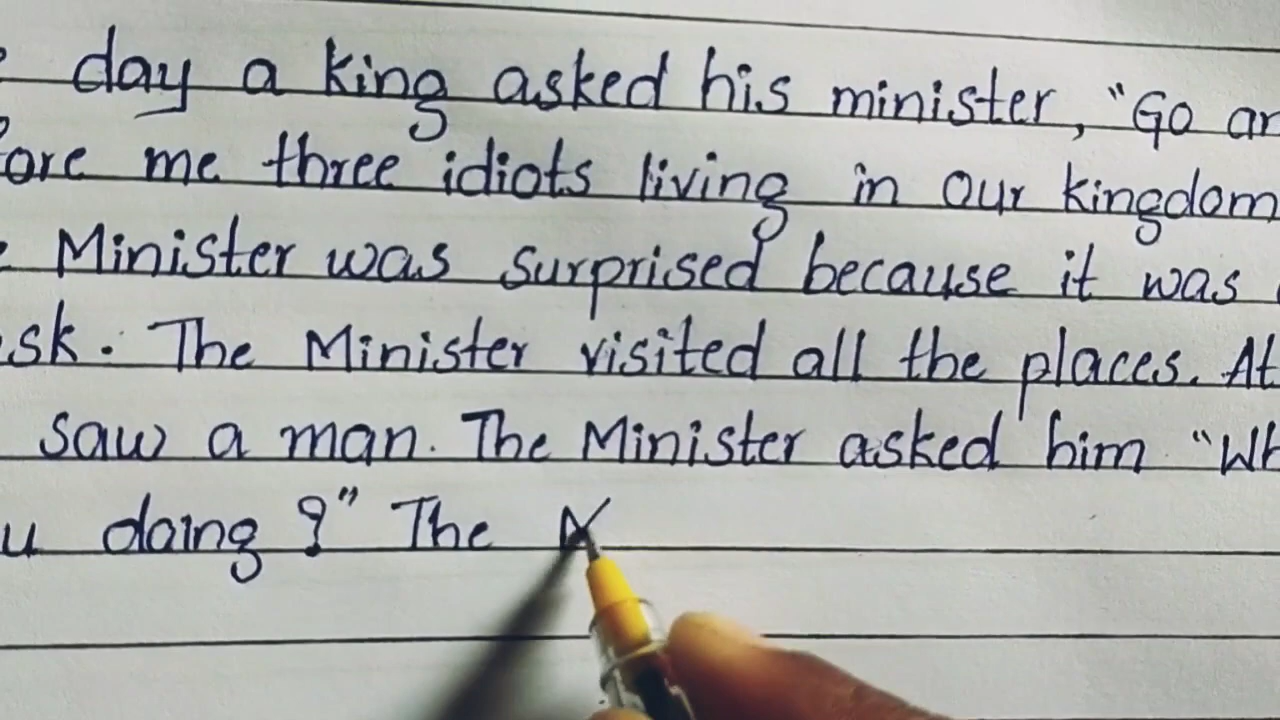 day a king asked his minister, "Go
ore me three idiots living in our kingdom
Minister was surprised because it was
sk. The Minister visited all the places. At
saw a man. The Minister asked him "Wh
u doing ?" The